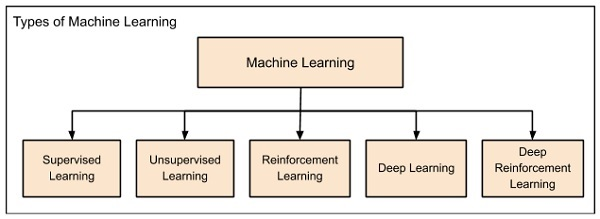 Types of Machine Learning
Machine Learning
Supervised
Learning
Unsupervised
Learning
Reinforcement
Learning
Deep Learning
Deep
Reinforcement
Learning